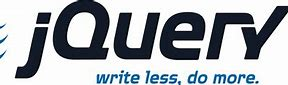 jQuery
write less, do more.